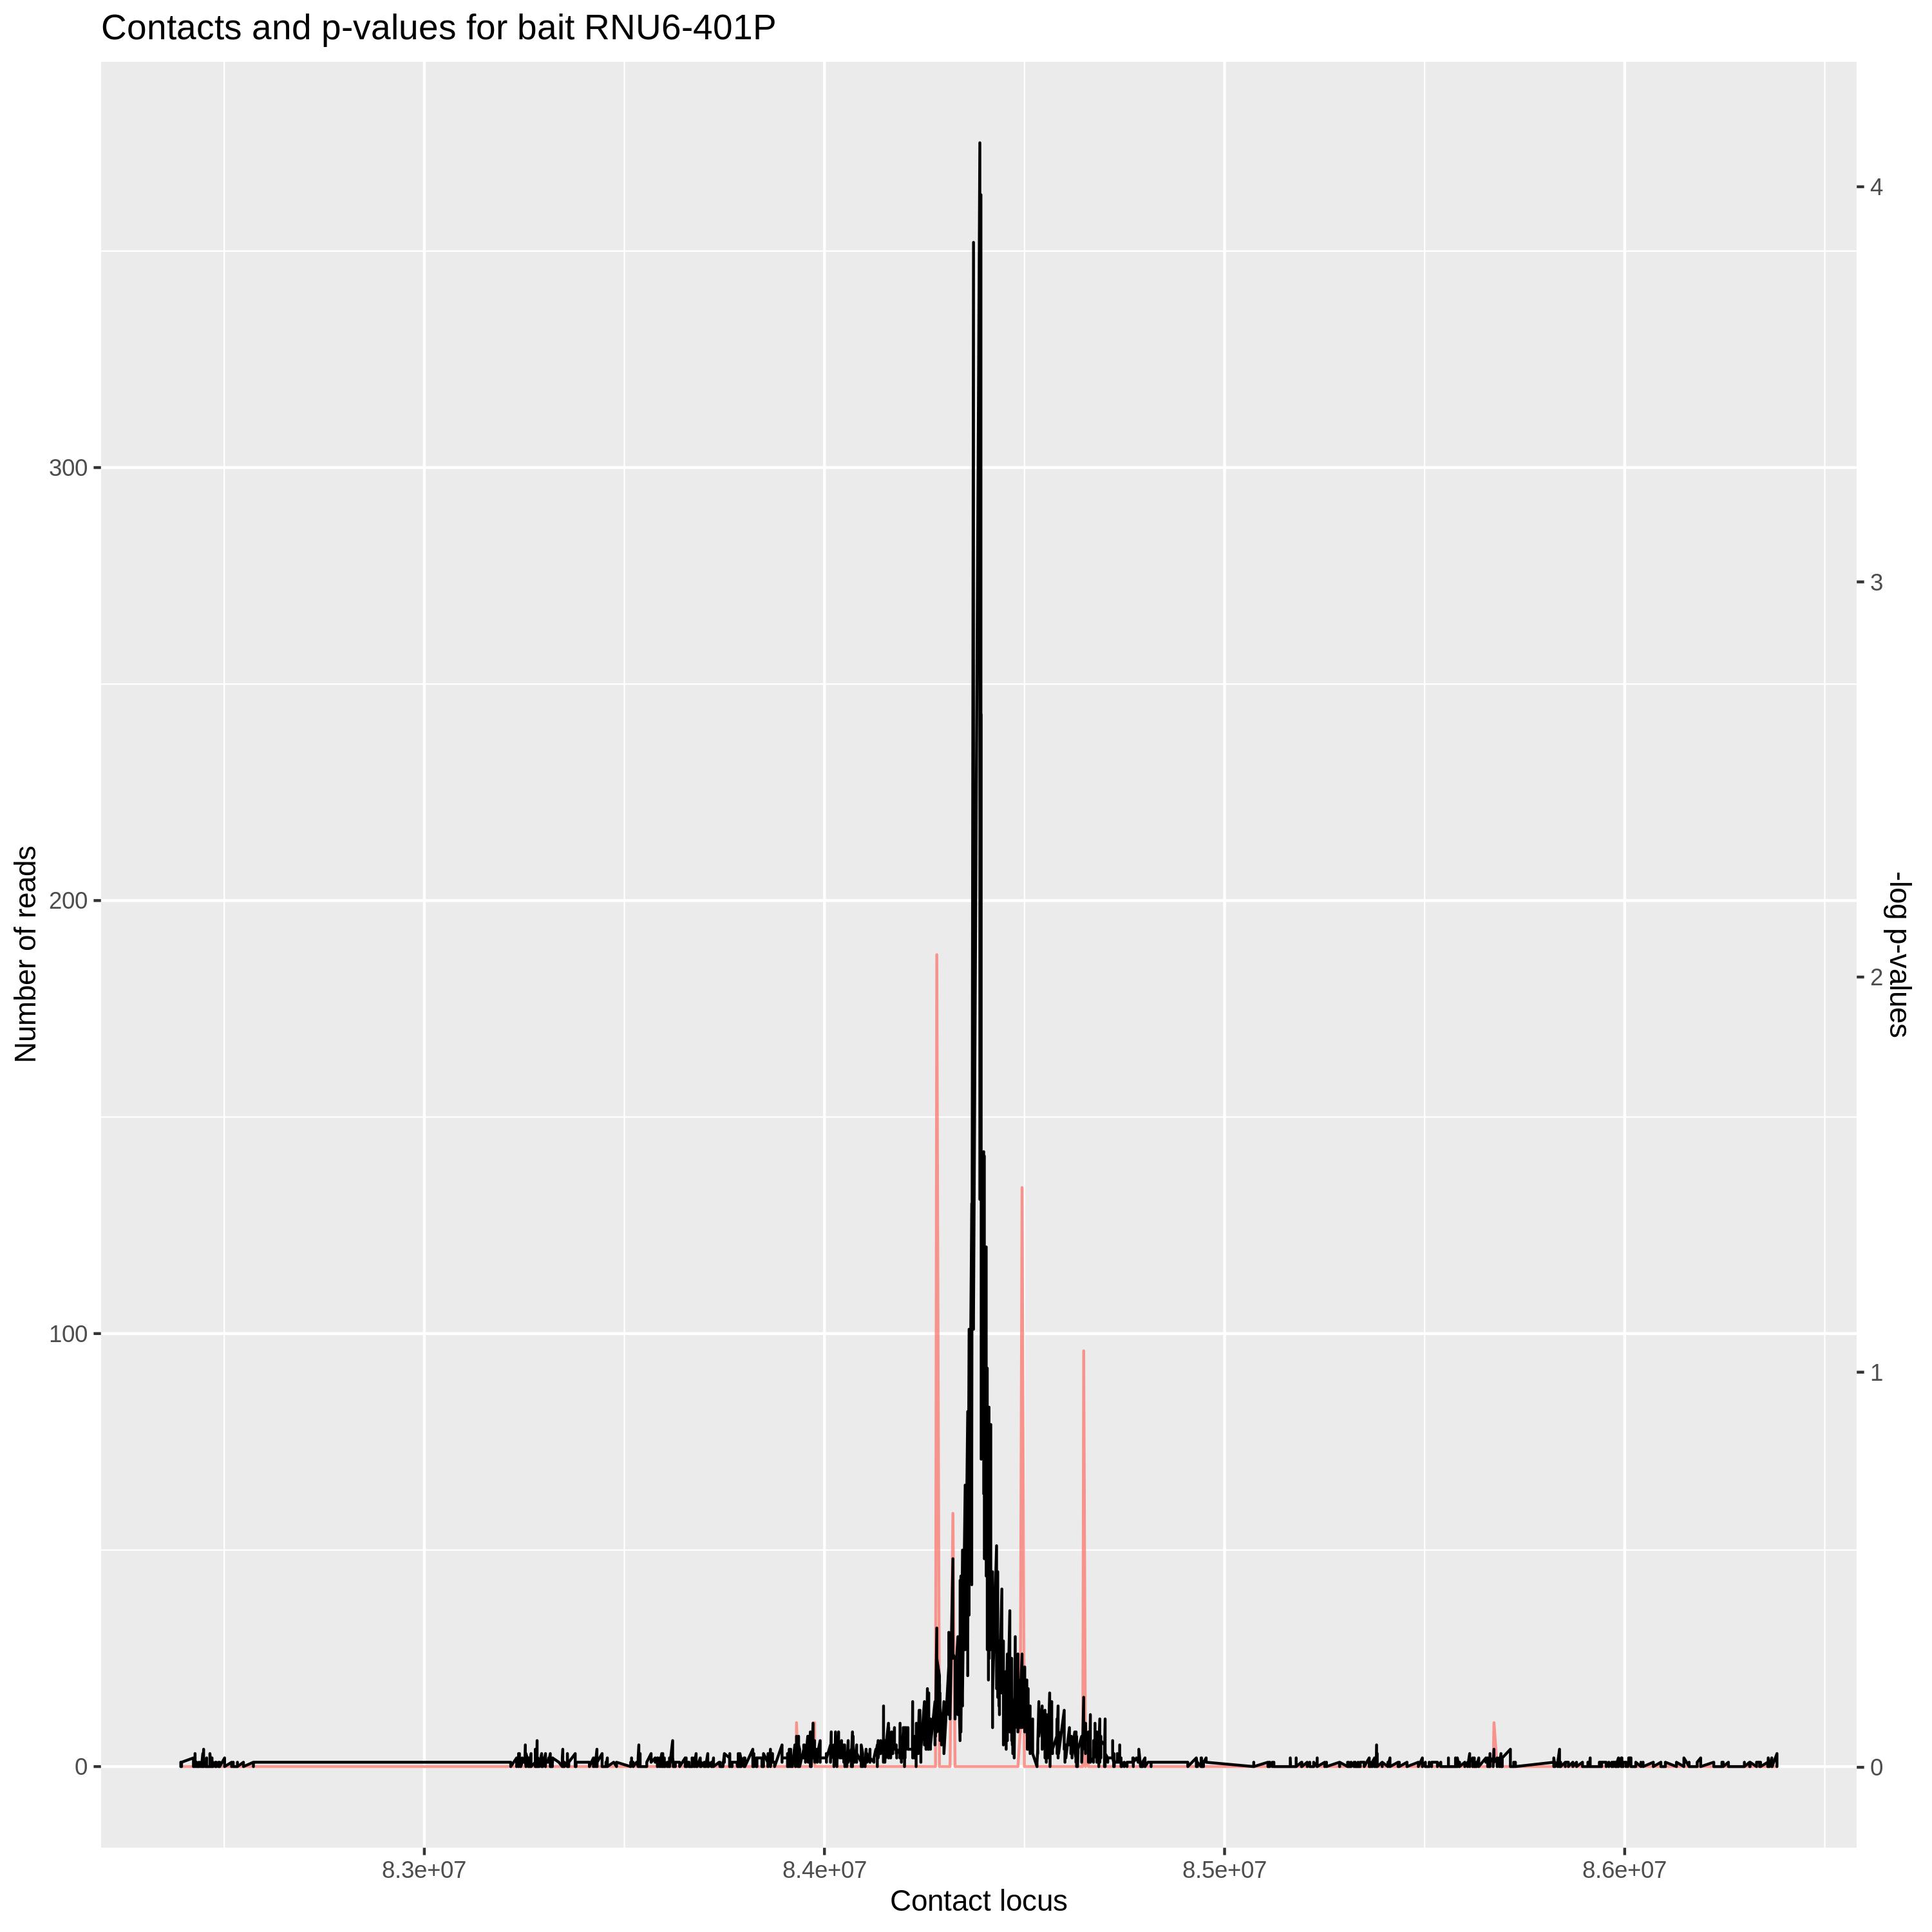 Contacts and p-values for bait RNU6-401P
Number of reads
300
200
100
0
4
3
2
1
0
-log p-values
8.3e+07
8.4e+07
8.5e+07
8.6e+07
Contact locus